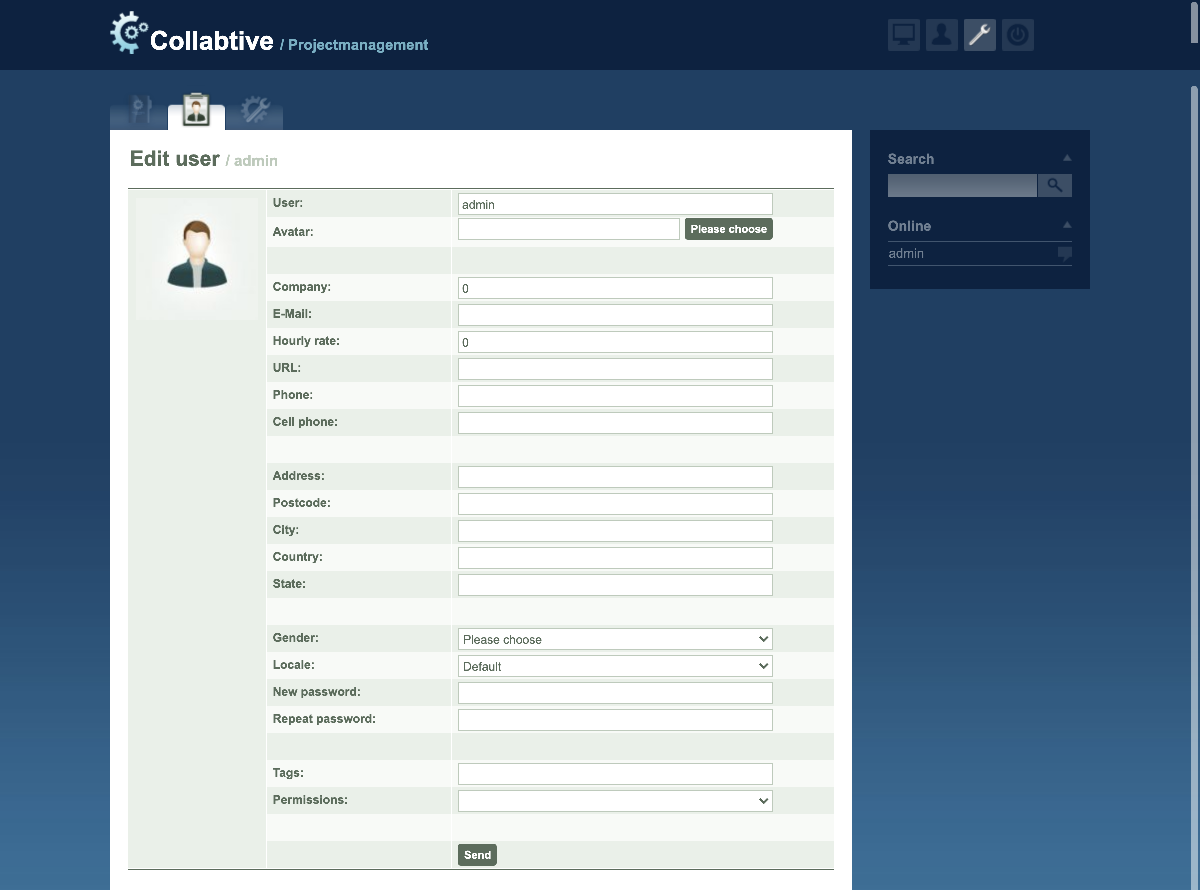 Collabtive / Projectmanagement
Edit user / admin
User: admin
Avatar: Please choose
Company: 0
E-Mail:
Hourly rate: 0
URL:
Phone:
Cell phone:
Address:
Postcode:
City:
Country:
State:
Gender: Please choose
Locale: Default
New password:
Repeat password:
Tags:
Permissions:
Send
Search
Online
admin